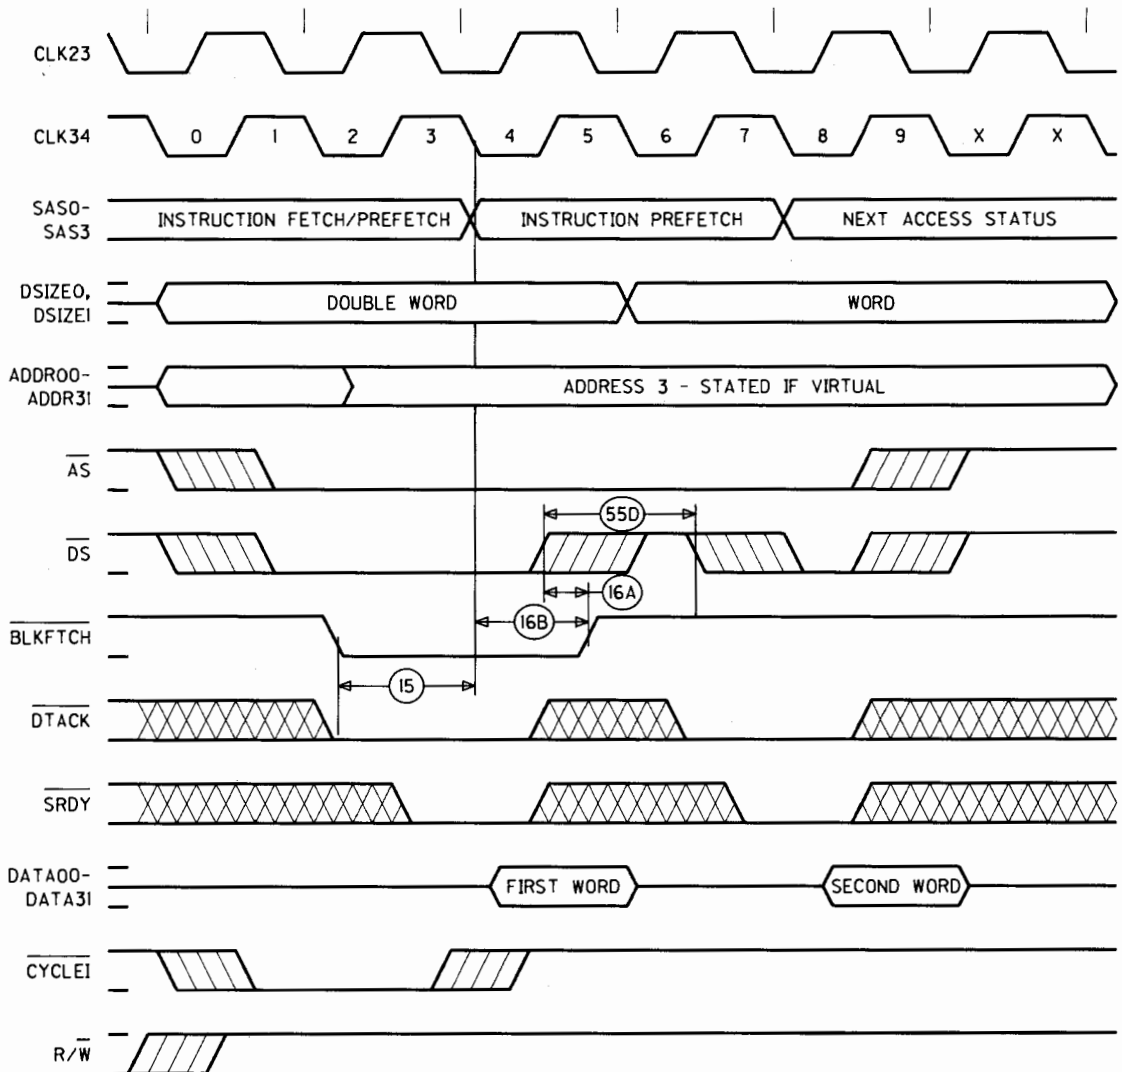 CLK23
CLK34
0 1 2 3 4 5 6 7 8 9 X X
SAS0-
SAS3
INSTRUCTION FETCH/PREFETCH
INSTRUCTION PREFETCH
NEXT ACCESS STATUS
DSIZE0,
DSIZE1
DOUBLE WORD
WORD
ADDR00-
ADDR31
ADDRESS 3 - STATED IF VIRTUAL
AS
55D
DS
16A
16B
BLKFTCH
15
DTACK
SRDY
DATA00-
DATA31
FIRST WORD
SECOND WORD
CYCLEI
R/W